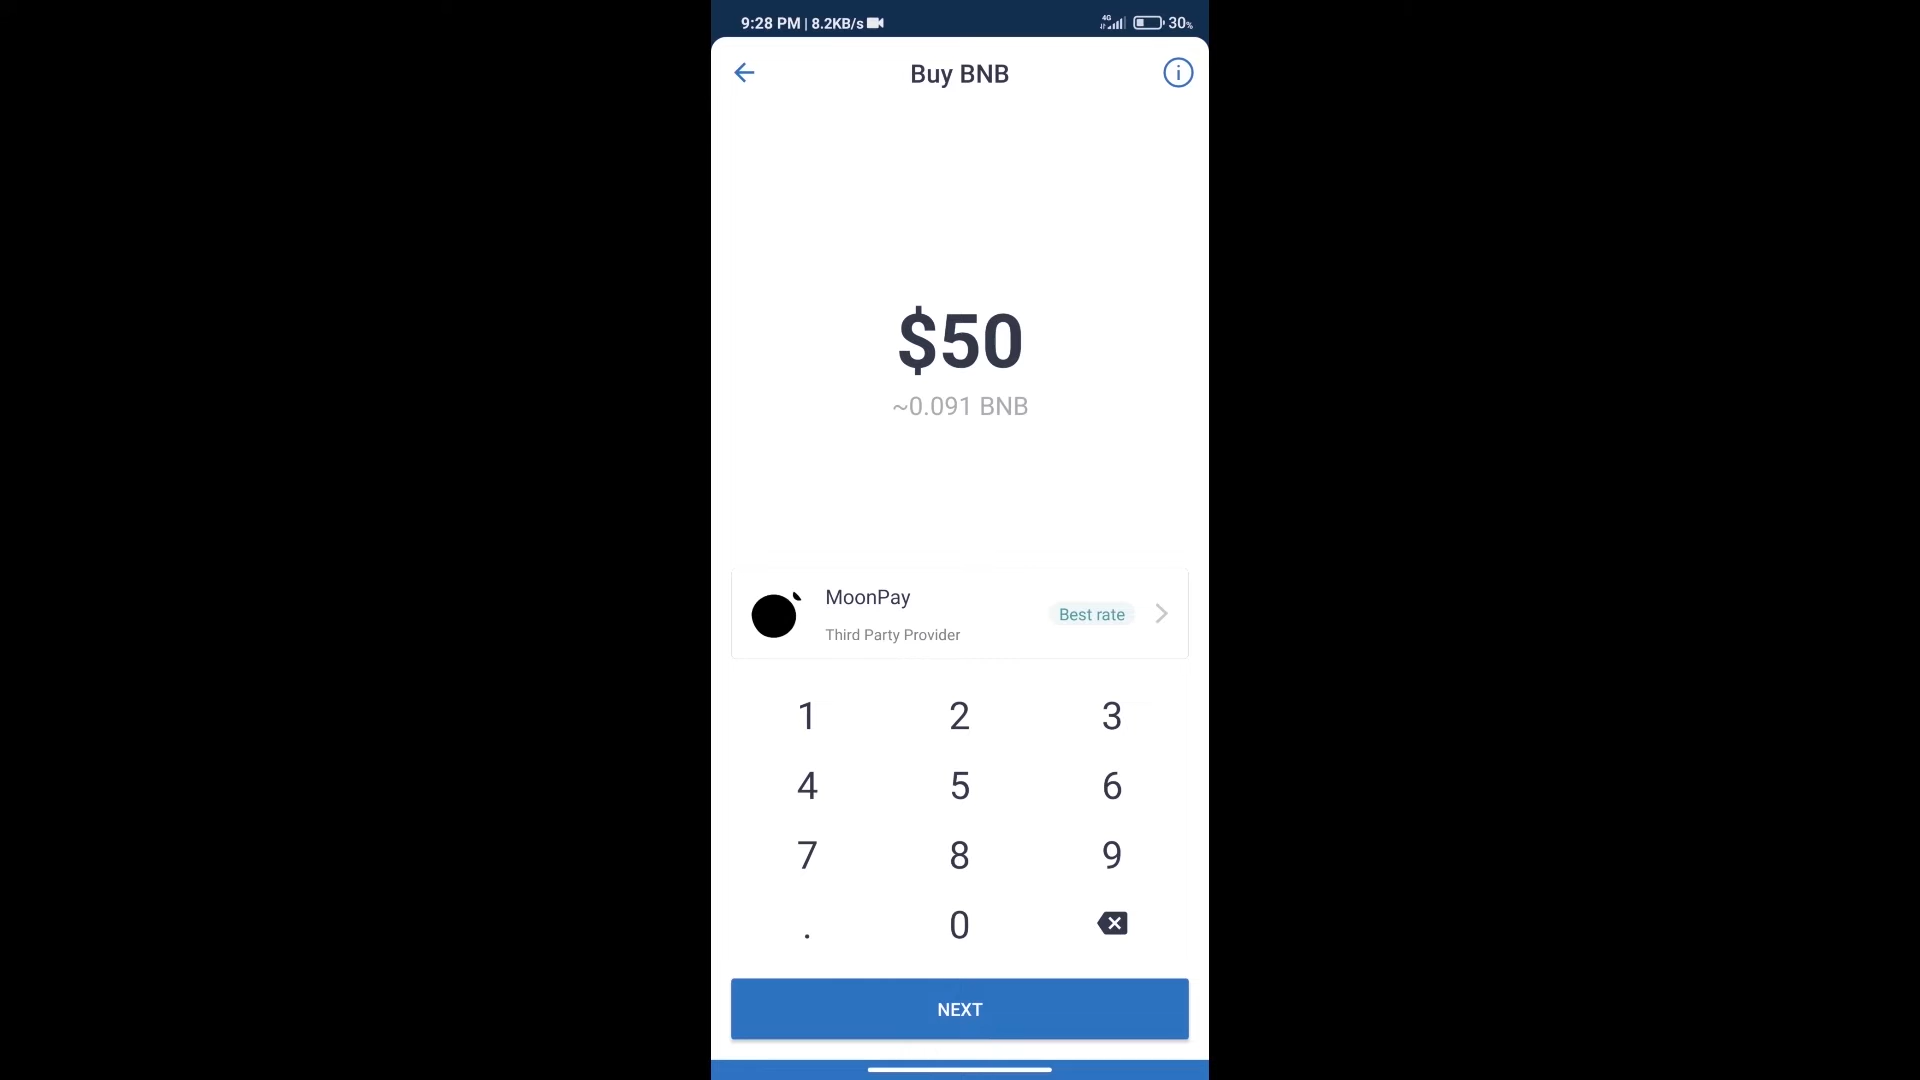 9:28 PM | 8.2KB/s 4G 30%
Buy BNB
$50
~0.091 BNB
MoonPay
Best rate
Third Party Provider
1 2 3
4 5 6
7 8 9
. 0
NEXT